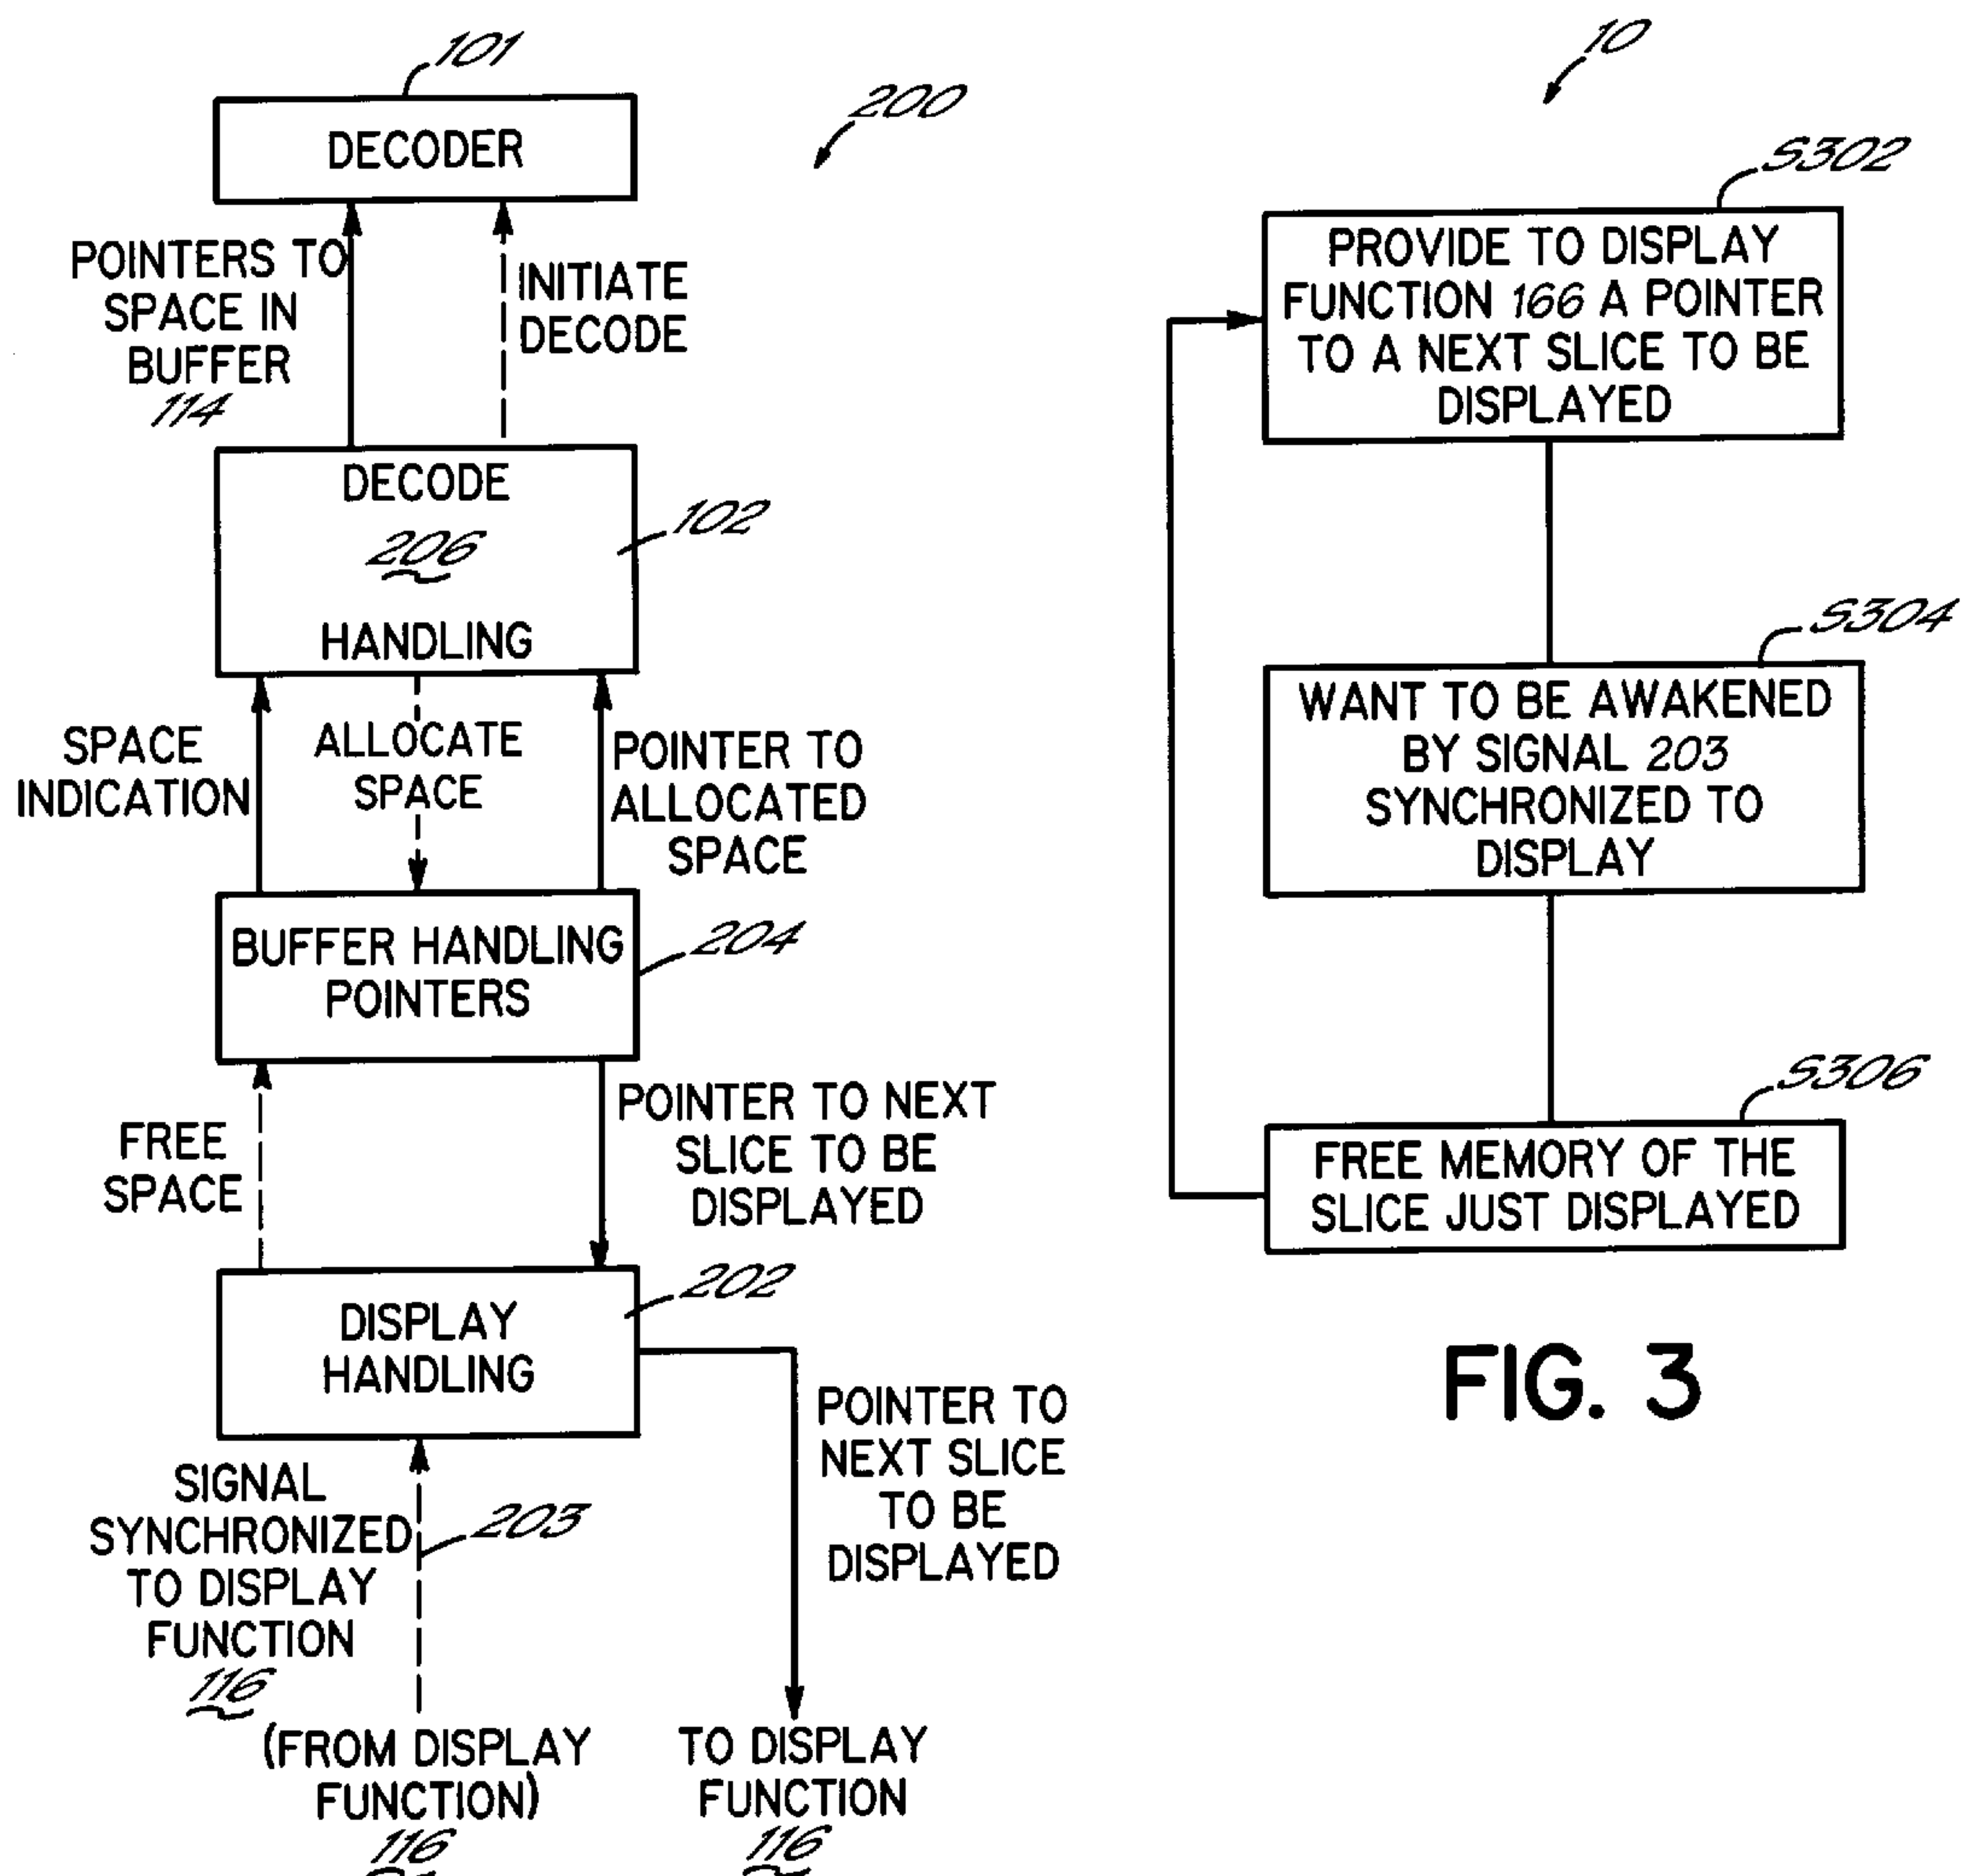 101
DECODER
200
POINTERS TO
SPACE IN
BUFFER
114
INITIATE
DECODE
DECODE
206
HANDLING
102
SPACE
INDICATION
ALLOCATE
SPACE
POINTER TO
ALLOCATED
SPACE
BUFFER HANDLING
POINTERS
204
FREE
SPACE
POINTER TO NEXT
SLICE TO BE
DISPLAYED
202
DISPLAY
HANDLING
SIGNAL
SYNCHRONIZED
TO DISPLAY
FUNCTION
116
203
POINTER TO
NEXT SLICE
TO BE
DISPLAYED
(FROM DISPLAY
FUNCTION)
116
TO DISPLAY
FUNCTION
116
10
S302
PROVIDE TO DISPLAY
FUNCTION 166 A POINTER
TO A NEXT SLICE TO BE
DISPLAYED
S304
WANT TO BE AWAKENED
BY SIGNAL 203
SYNCHRONIZED TO
DISPLAY
S306
FREE MEMORY OF THE
SLICE JUST DISPLAYED
FIG. 3